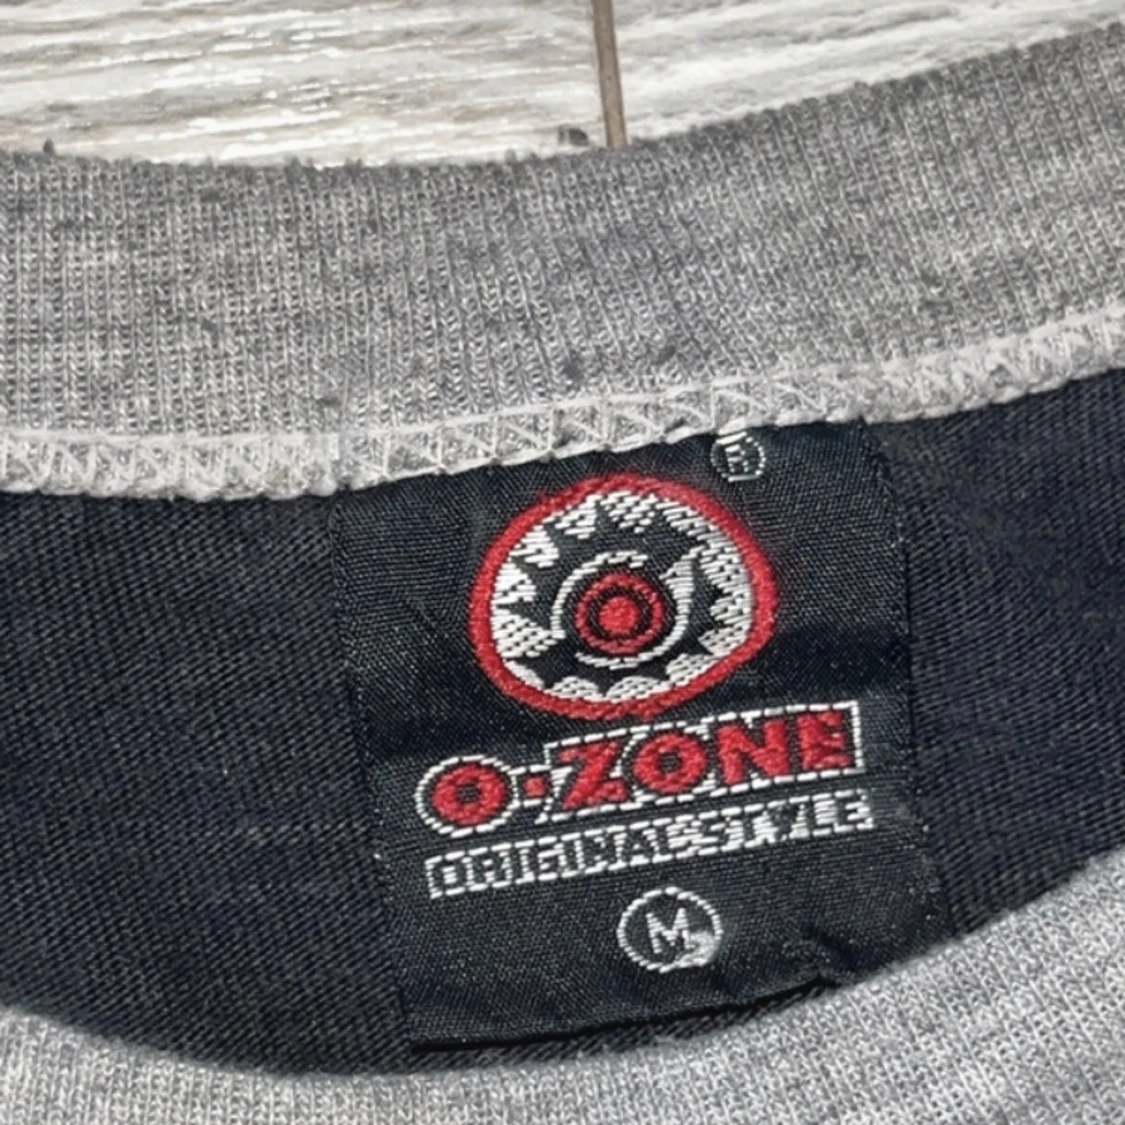 ®
O-ZONE
ORIGINAL STYLE
M